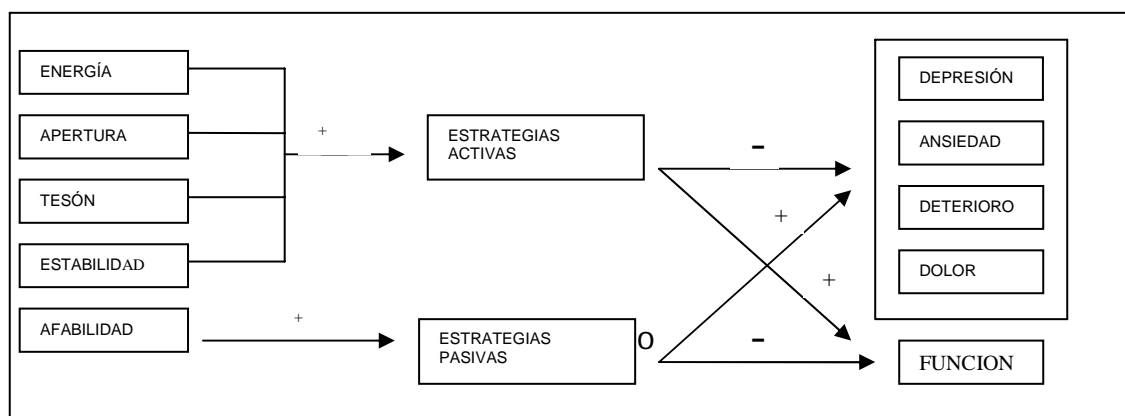 ENERGÍA
APERTURA
TESÓN
ESTABILIDAD
AFABILIDAD
+
+
ESTRATEGIAS
ACTIVAS
ESTRATEGIAS
PASIVAS
o
-
+
+
-
DEPRESIÓN
ANSIEDAD
DETERIORO
DOLOR
FUNCION